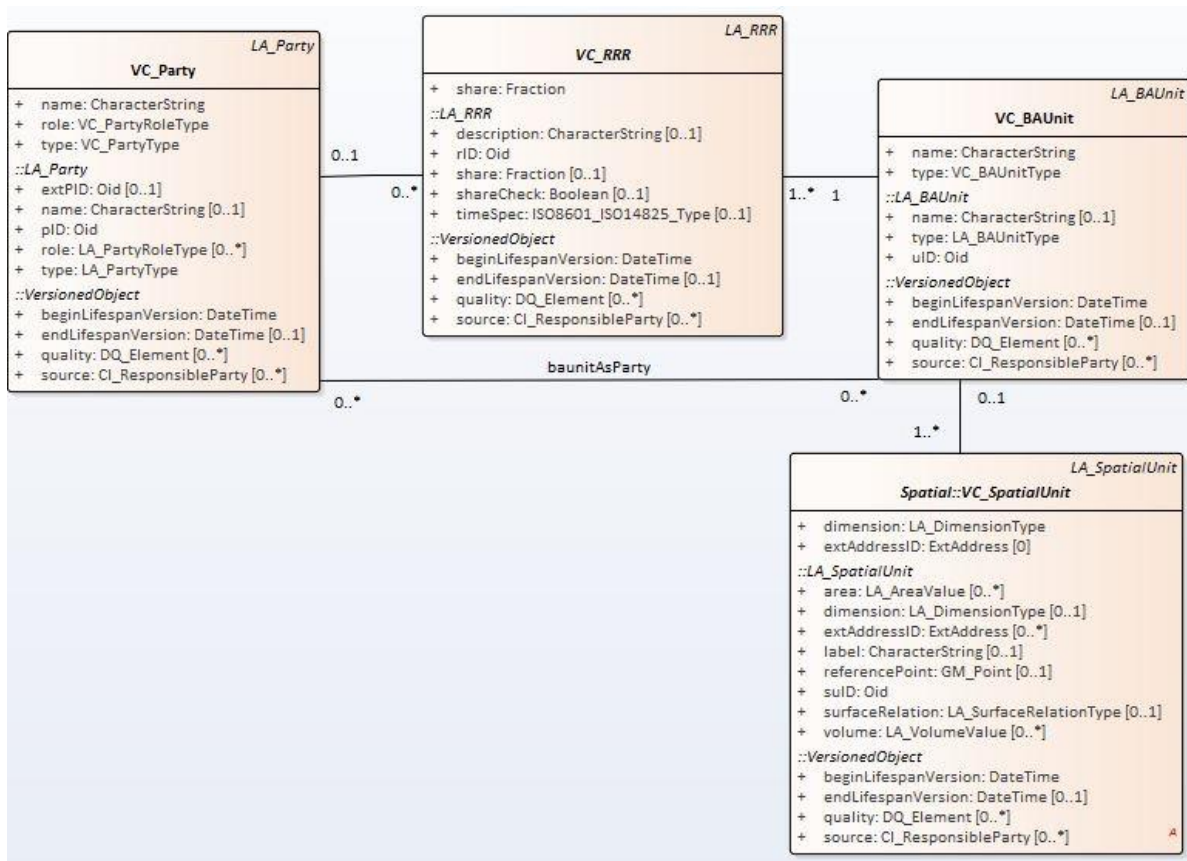 LA_Party
VC_Party
+ name: CharacterString
+ role: VC_PartyRoleType
+ type: VC_PartyType
::LA_Party
+ extPID: Oid [0..1]
+ name: CharacterString [0..1]
+ pID: Oid
+ role: LA_PartyRoleType [0..*]
+ type: LA_PartyType
::VersionedObject
+ beginLifespanVersion: DateTime
+ endLifespanVersion: DateTime [0..1]
+ quality: DQ_Element [0..*]
+ source: CI_ResponsibleParty [0..*]
0..1
0..*
LA_RRR
VC_RRR
+ share: Fraction
::LA_RRR
+ description: CharacterString [0..1]
+ rID: Oid
+ share: Fraction [0..1]
+ shareCheck: Boolean [0..1]
+ timeSpec: ISO8601_ISO14825_Type [0..1]
::VersionedObject
+ beginLifespanVersion: DateTime
+ endLifespanVersion: DateTime [0..1]
+ quality: DQ_Element [0..*]
+ source: CI_ResponsibleParty [0..*]
1..* 1
LA_BAUnit
VC_BAUnit
+ name: CharacterString
+ type: VC_BAUnitType
::LA_BAUnit
+ name: CharacterString [0..1]
+ type: LA_BAUnitType
+ uID: Oid
::VersionedObject
+ beginLifespanVersion: DateTime
+ endLifespanVersion: DateTime [0..1]
+ quality: DQ_Element [0..*]
+ source: CI_ResponsibleParty [0..*]
baunitAsParty
0..*
0..*
0..1
1..*
LA_SpatialUnit
Spatial::VC_SpatialUnit
+ dimension: LA_DimensionType
+ extAddressID: ExtAddress [0]
::LA_SpatialUnit
+ area: LA_AreaValue [0..*]
+ dimension: LA_DimensionType [0..1]
+ extAddressID: ExtAddress [0..*]
+ label: CharacterString [0..1]
+ referencePoint: GM_Point [0..1]
+ suID: Oid
+ surfaceRelation: LA_SurfaceRelationType [0..1]
+ volume: LA_VolumeValue [0..*]
::VersionedObject
+ beginLifespanVersion: DateTime
+ endLifespanVersion: DateTime [0..1]
+ quality: DQ_Element [0..*]
+ source: CI_ResponsibleParty [0..*]
A